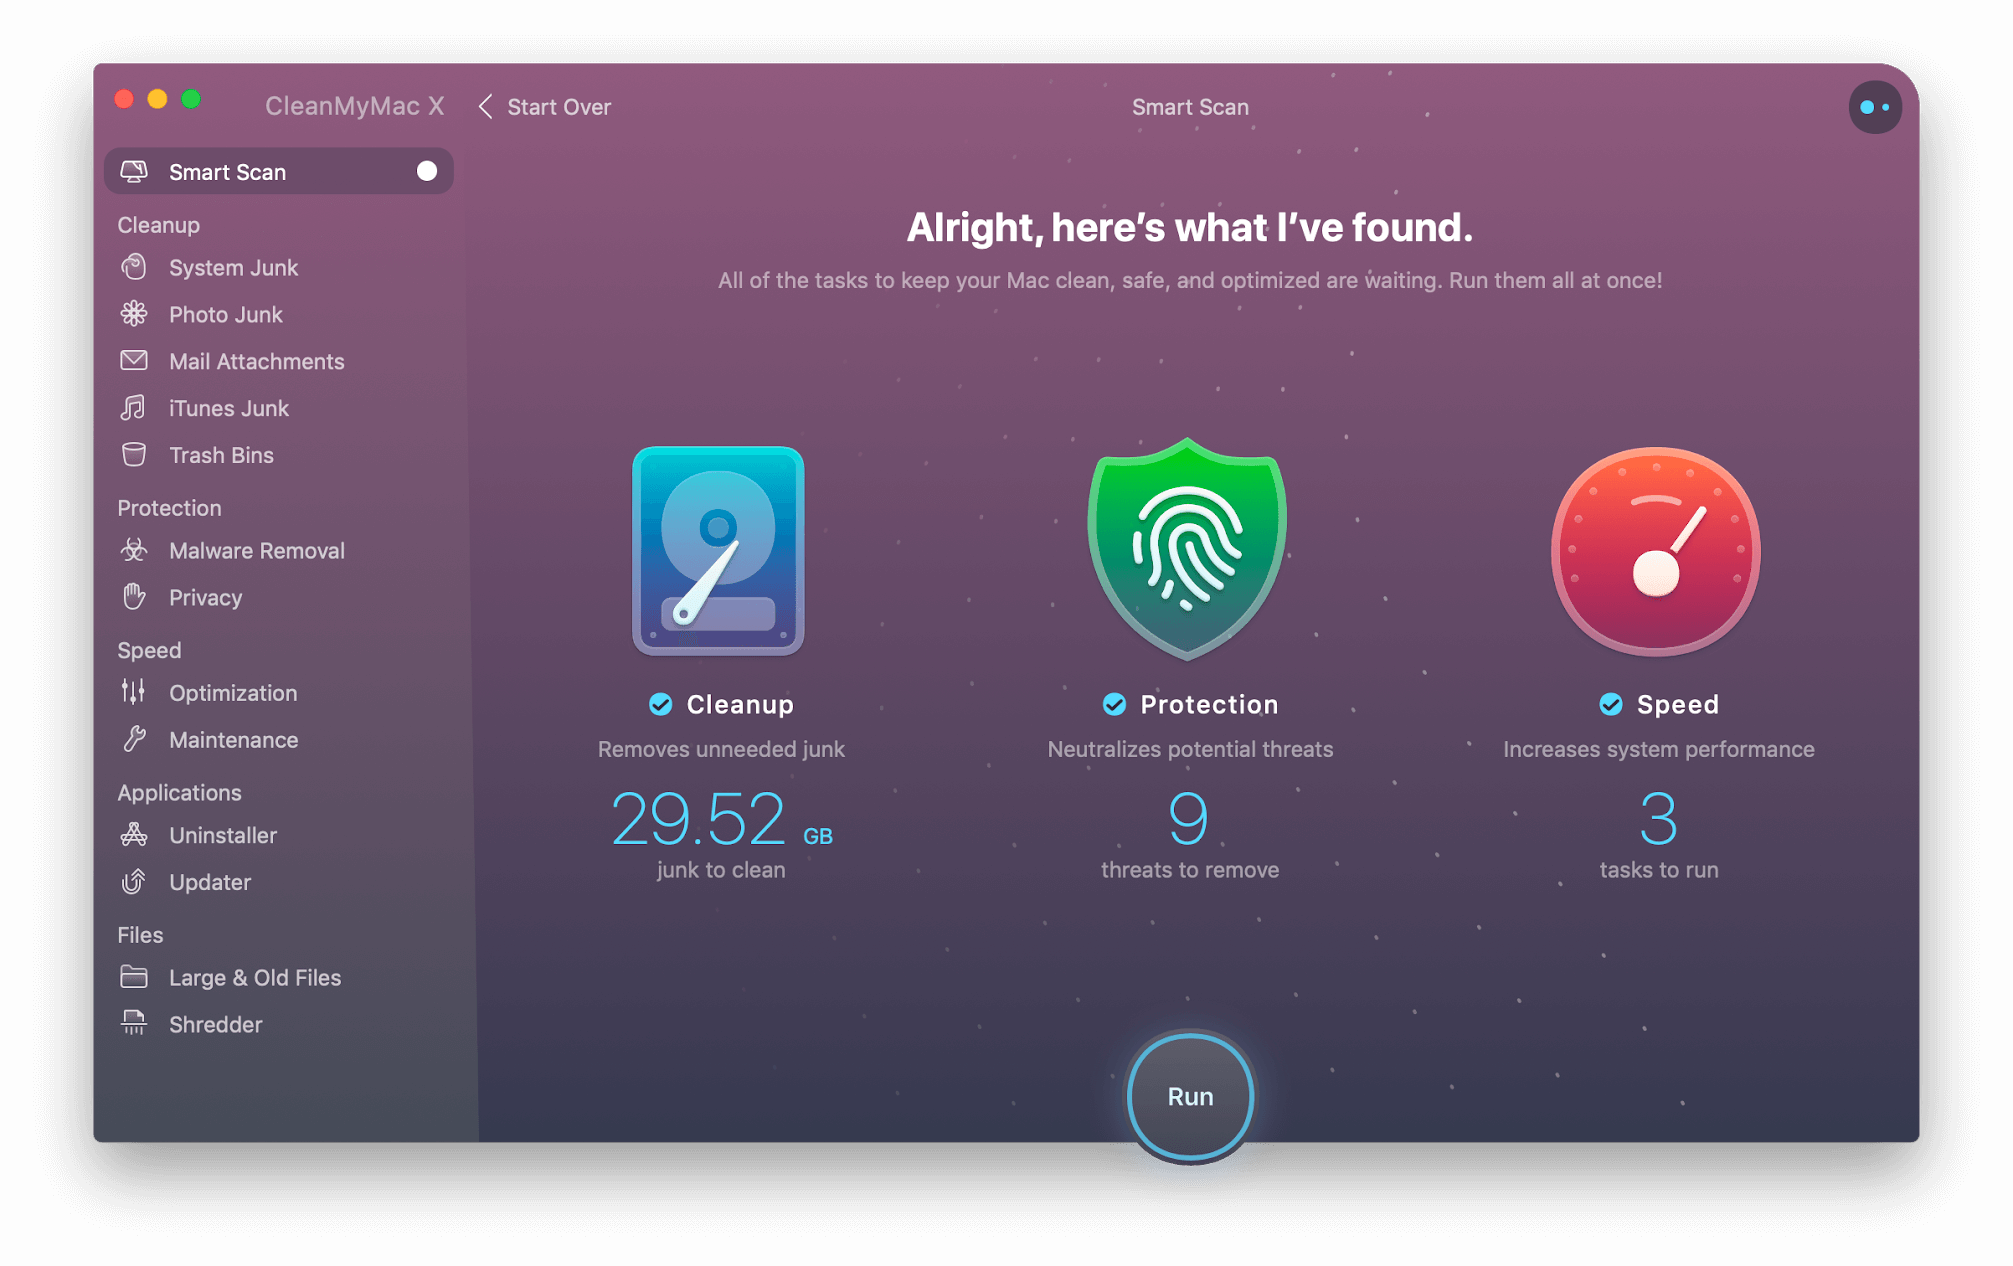 CleanMyMac X
Start Over
Smart Scan
Smart Scan
Cleanup
System Junk
Photo Junk
Mail Attachments
iTunes Junk
Trash Bins
Protection
Malware Removal
Privacy
Speed
Optimization
Maintenance
Applications
Uninstaller
Updater
Files
Large & Old Files
Shredder
Alright, here’s what I’ve found.
All of the tasks to keep your Mac clean, safe, and optimized are waiting. Run them all at once!
Cleanup
Removes unneeded junk
29.52 GB
junk to clean
Protection
Neutralizes potential threats
9
threats to remove
Speed
Increases system performance
3
tasks to run
Run